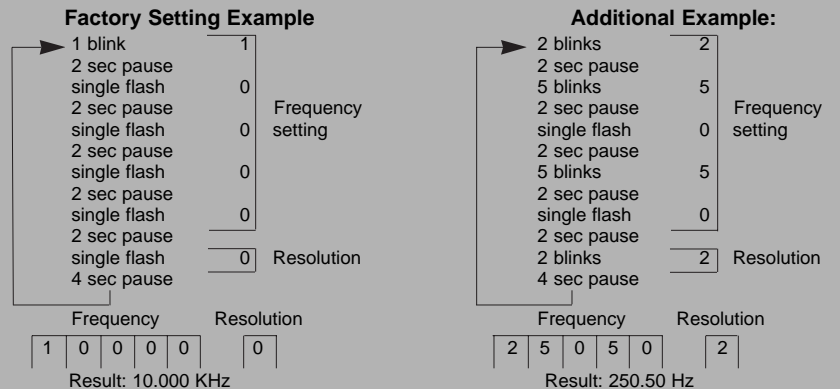 Factory Setting Example
1 blink 1
2 sec pause
single flash 0
2 sec pause Frequency
single flash 0 setting
2 sec pause
single flash 0
2 sec pause
single flash 0
2 sec pause
single flash 0 Resolution
4 sec pause
Frequency Resolution
1 0 0 0 0 0
Result: 10.000 KHz
Additional Example:
2 blinks 2
2 sec pause
5 blinks 5
2 sec pause Frequency
single flash 0 setting
2 sec pause
5 blinks 5
2 sec pause
single flash 0
2 sec pause
2 blinks 2 Resolution
4 sec pause
Frequency Resolution
2 5 0 5 0 2
Result: 250.50 Hz